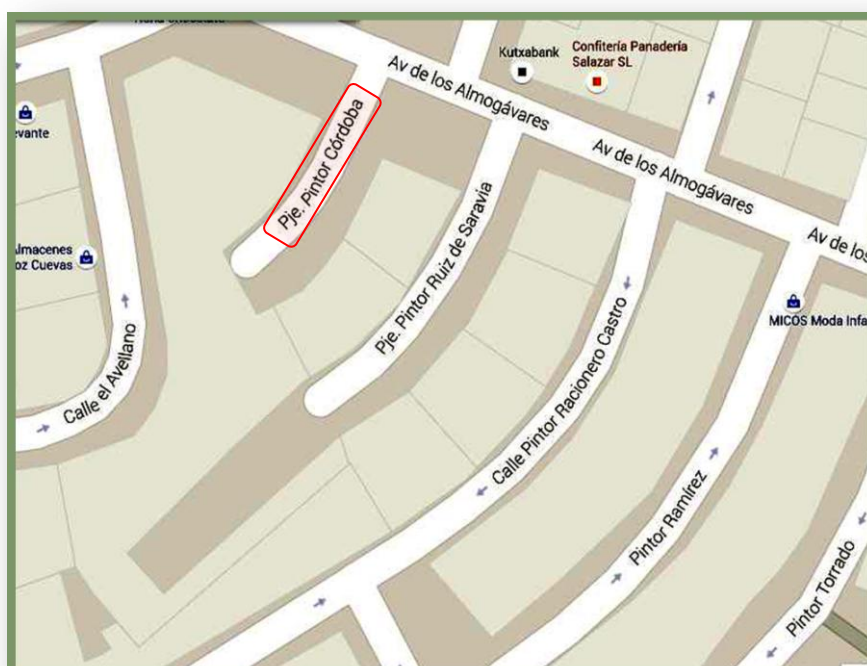 Kutxabank
Confitería Panadería
Salazar SL
Av de los Almogávares
Av de los Almogávares
Av de los
evante
Pje. Pintor Córdoba
Pje. Pintor Ruiz de Saravia
lmacenes
oz Cuevas
MICOS Moda Infa
Calle el Avellano
Calle Pintor Racionero Castro
Pintor Ramírez
Pintor Torrado